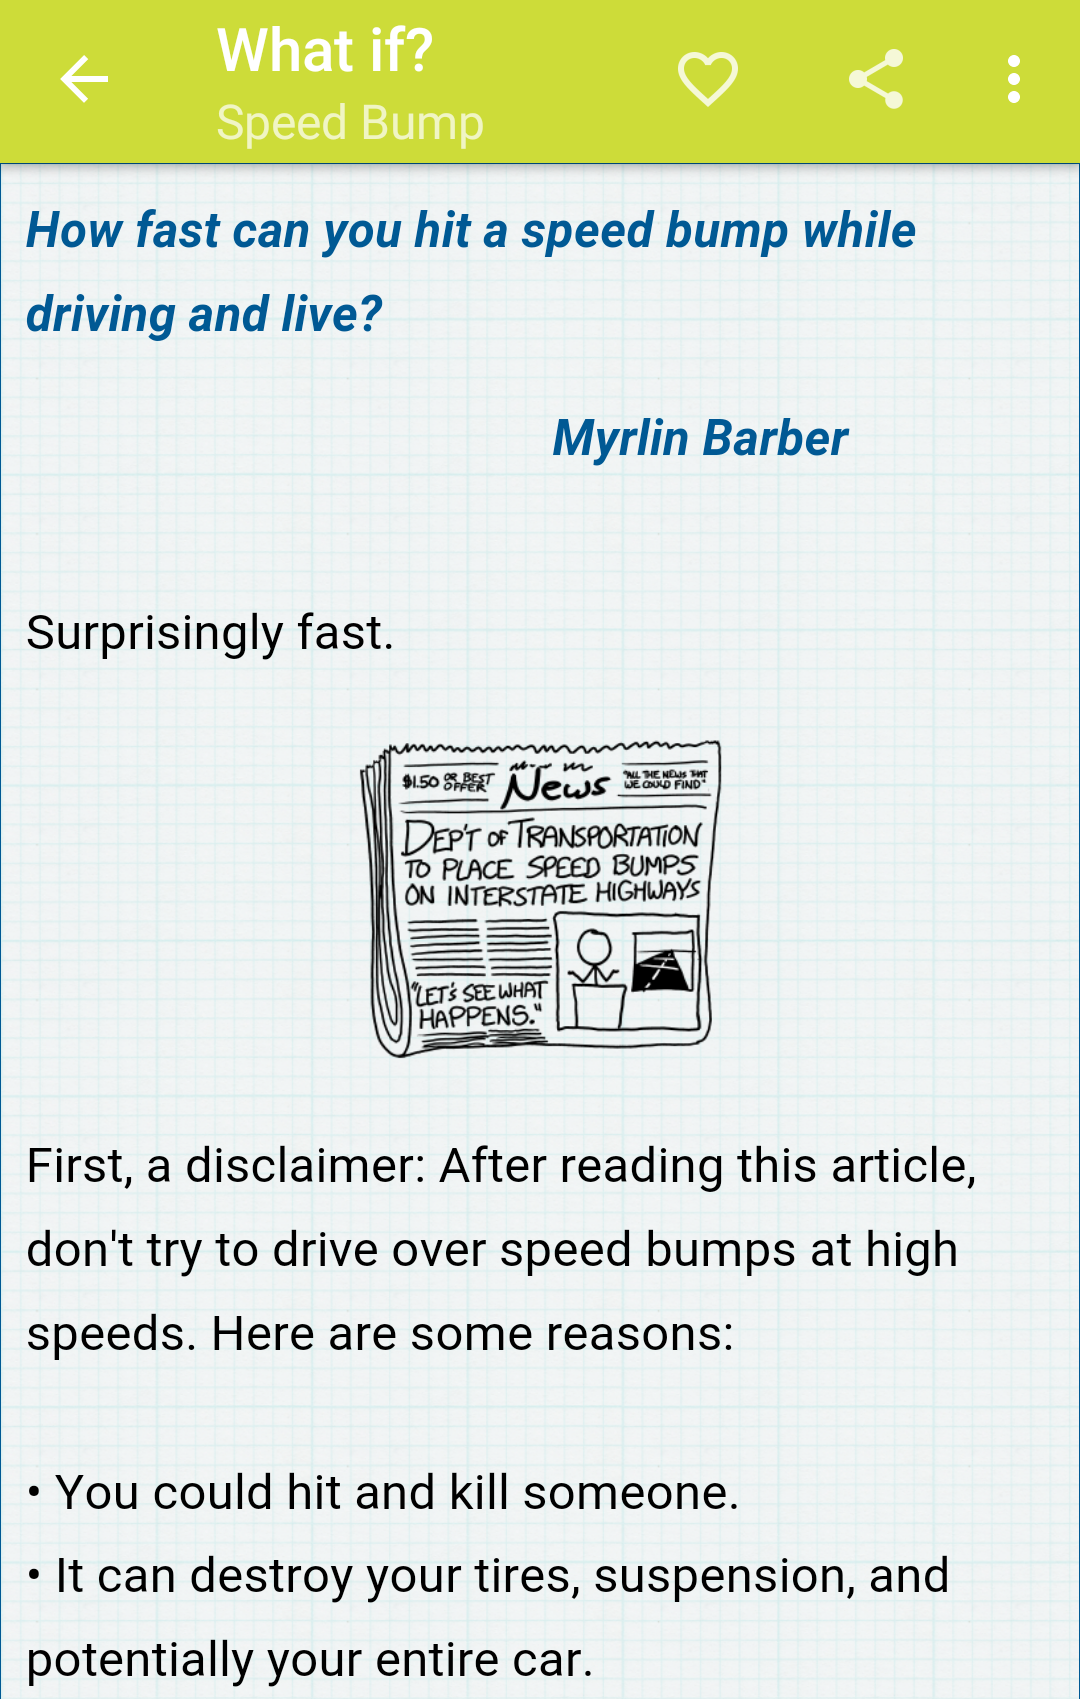 What if?
Speed Bump
How fast can you hit a speed bump while
driving and live?
Myrlin Barber
Surprisingly fast.
$1.50 OR BEST
OFFER
News
"ALL THE NEWS THAT
WE COULD FIND"
DEP'T OF TRANSPORTATION
TO PLACE SPEED BUMPS
ON INTERSTATE HIGHWAYS
"LET'S SEE WHAT
HAPPENS."
First, a disclaimer: After reading this article,
don't try to drive over speed bumps at high
speeds. Here are some reasons:
• You could hit and kill someone.
• It can destroy your tires, suspension, and
potentially your entire car.